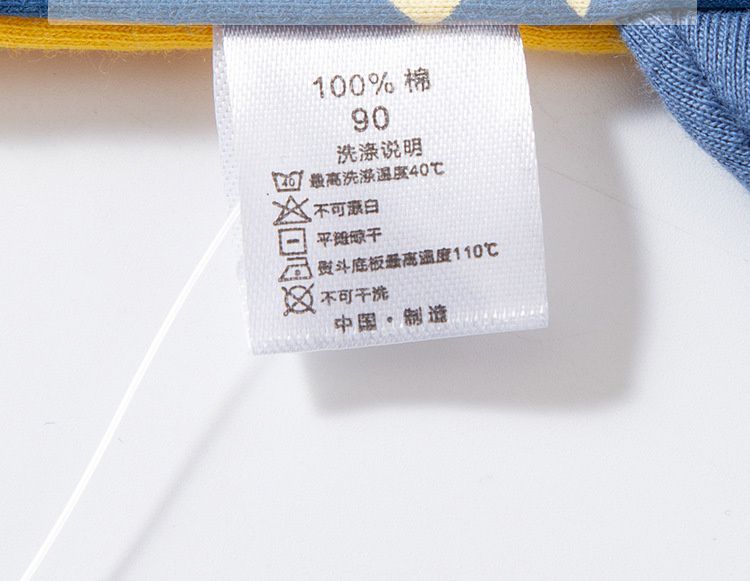 100% 棉
90
洗涤说明
40 最高洗涤温度40℃
不可漂白
平摊晾干
熨斗底板最高温度110℃
不可干洗
中国·制造